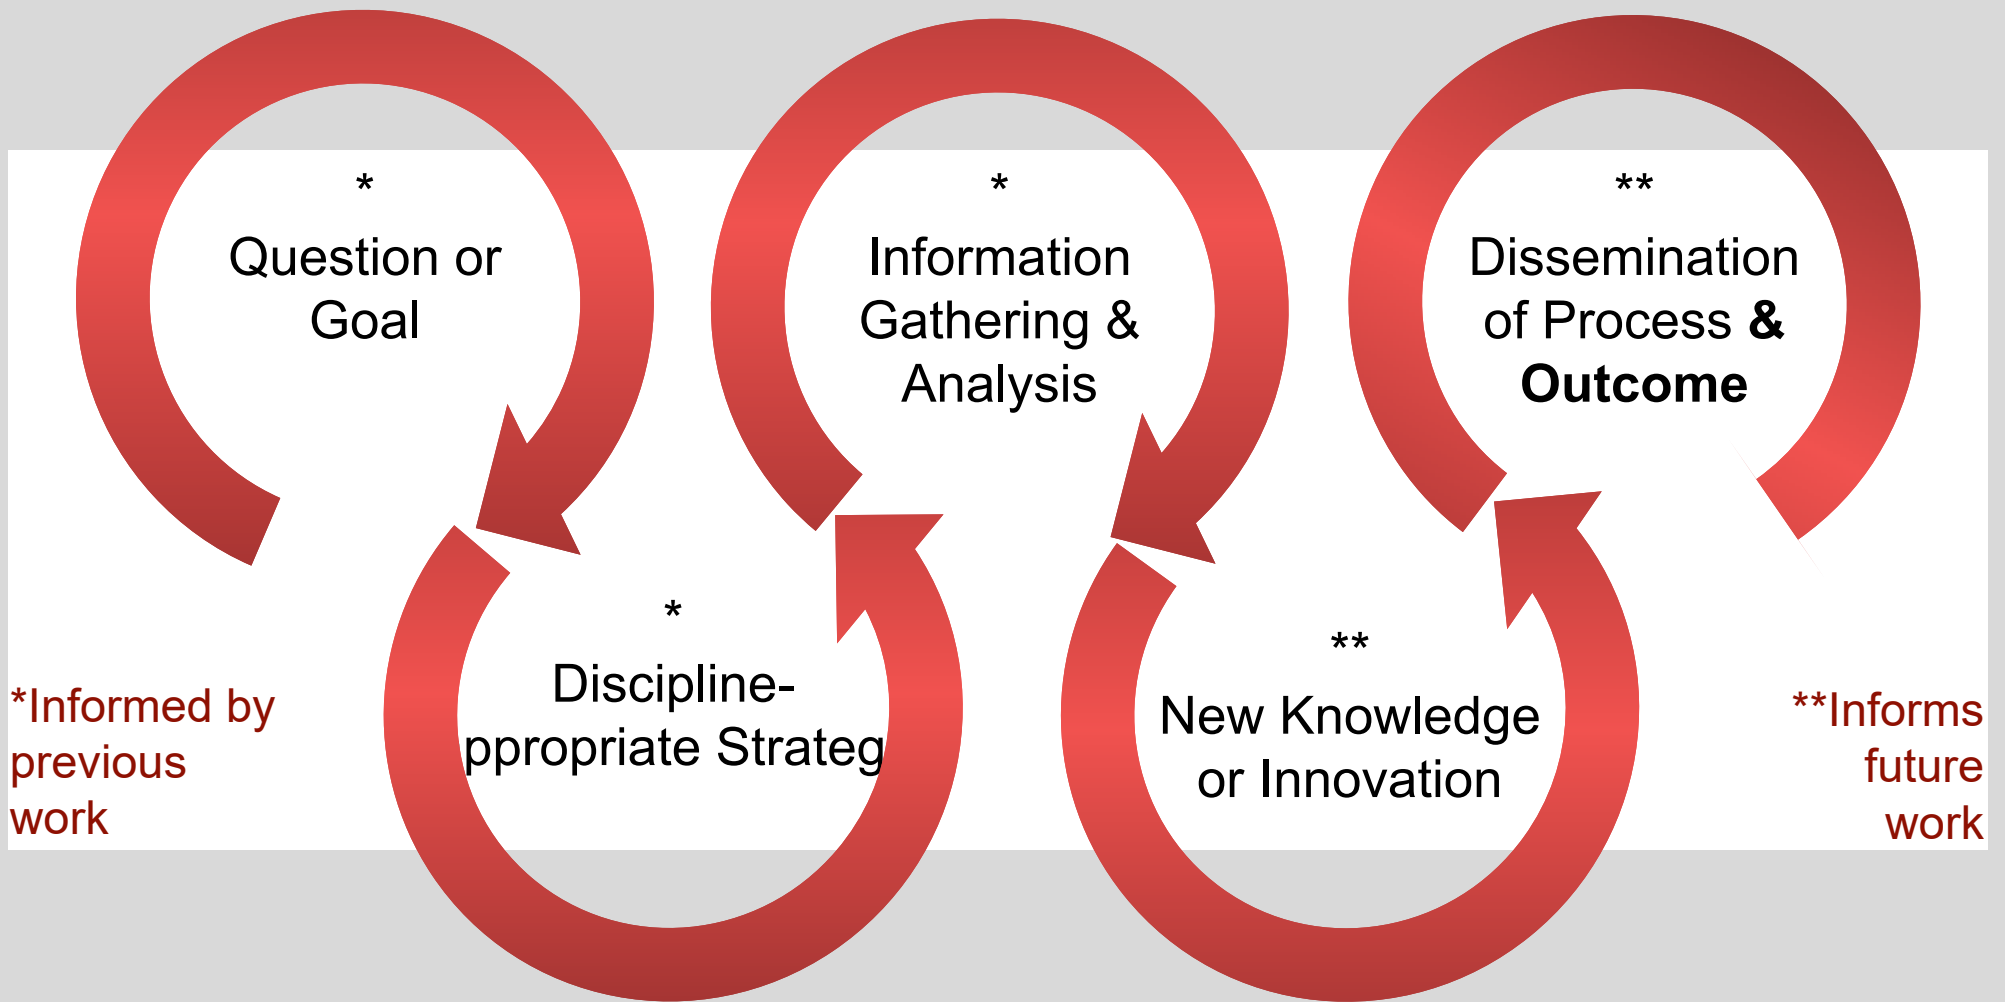 *
Question or
Goal
*
Discipline-
ppropriate Strateg
*
Information
Gathering &
Analysis
**
New Knowledge
or Innovation
**
Dissemination
of Process &
Outcome
*Informed by
previous
work
**Informs
future
work